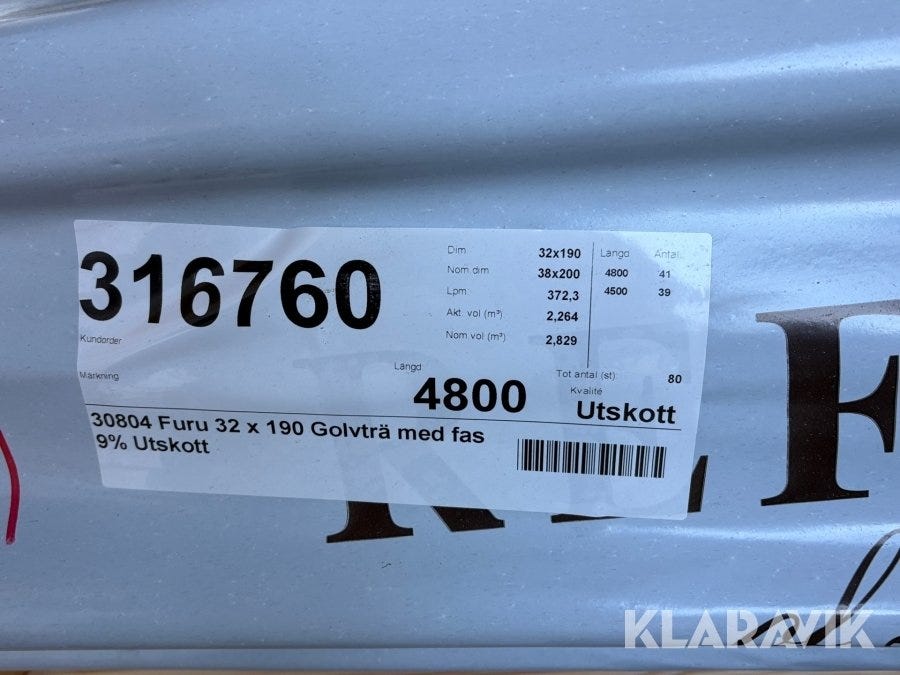 316760
Kundorder
Dim 32x190
Nom dim 38x200
Lpm 372,3
Akt vol (m³) 2,264
Nom vol (m³) 2,829
Längd Antal
4800 41
4500 39
Märkning
Längd 4800
Tot antal (st): 80
Kvalité Utskott
30804 Furu 32 x 190 Golvträ med fas
9% Utskott
KLARAVIK